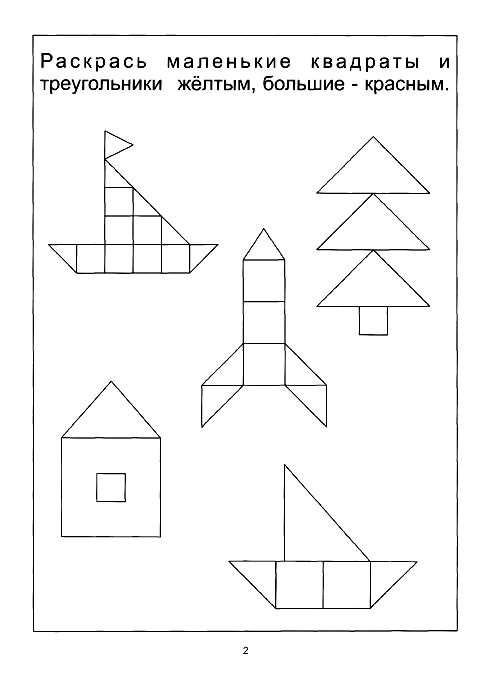 Раскрась маленькие квадраты и
треугольники жёлтым, большие - красным.
2